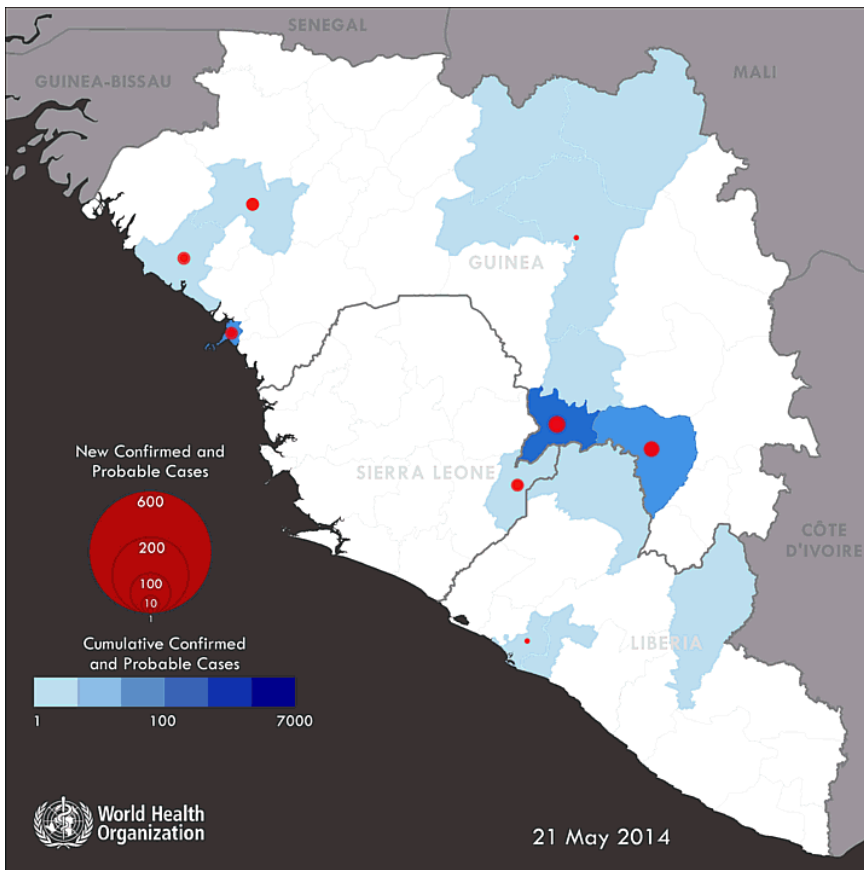 SENEGAL
GUINEA-BISSAU
MALI
GUINEA
SIERRA LEONE
CÔTE
D'IVOIRE
LIBERIA
New Confirmed and
Probable Cases
600
200
100
10
1
Cumulative Confirmed
and Probable Cases
1 100 7000
World Health
Organization
21 May 2014